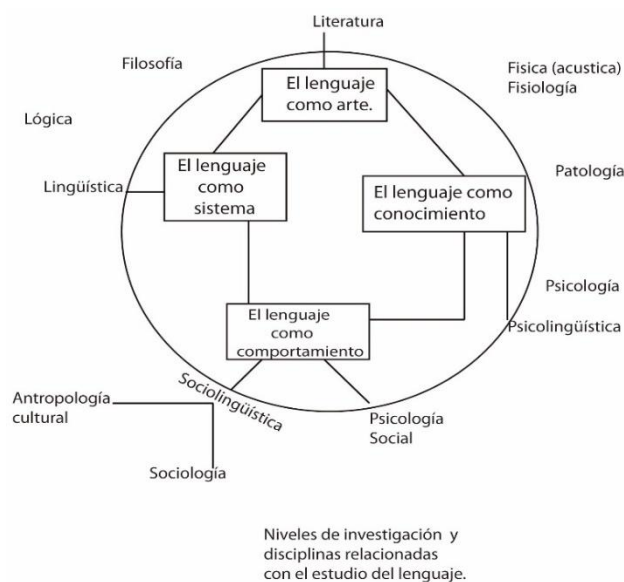 Literatura
Filosofía
Fisica (acustica)
Fisiología
El lenguaje
como arte.
Lógica
El lenguaje
como
sistema
Lingüística
Patología
El lenguaje como
conocimiento
Psicología
El lenguaje
como
comportamiento
Psicolingüística
Sociolingüística
Antropología
cultural
Psicología
Social
Sociología
Niveles de investigación y
disciplinas relacionadas
con el estudio del lenguaje.